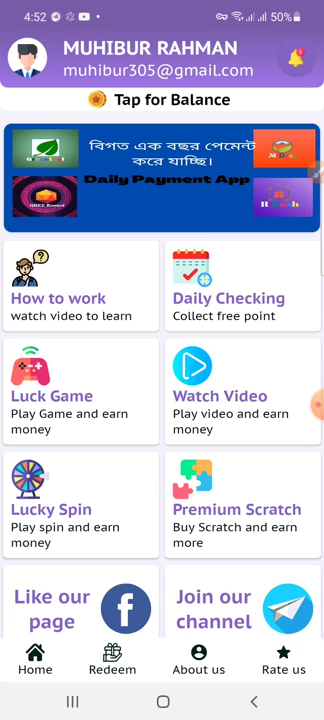 4:52
50%
MUHIBUR RAHMAN
muhibur305@gmail.com
Tap for Balance
বিগত এক বছর পেমেন্ট
করে যাচ্ছি।
Daily Payment App
How to work
watch video to learn
Daily Checking
Collect free point
Luck Game
Play Game and earn
money
Watch Video
Play video and earn
money
Lucky Spin
Play spin and earn
money
Premium Scratch
Buy Scratch and earn
more
Like our
page
Join our
channel
Home
Redeem
About us
Rate us